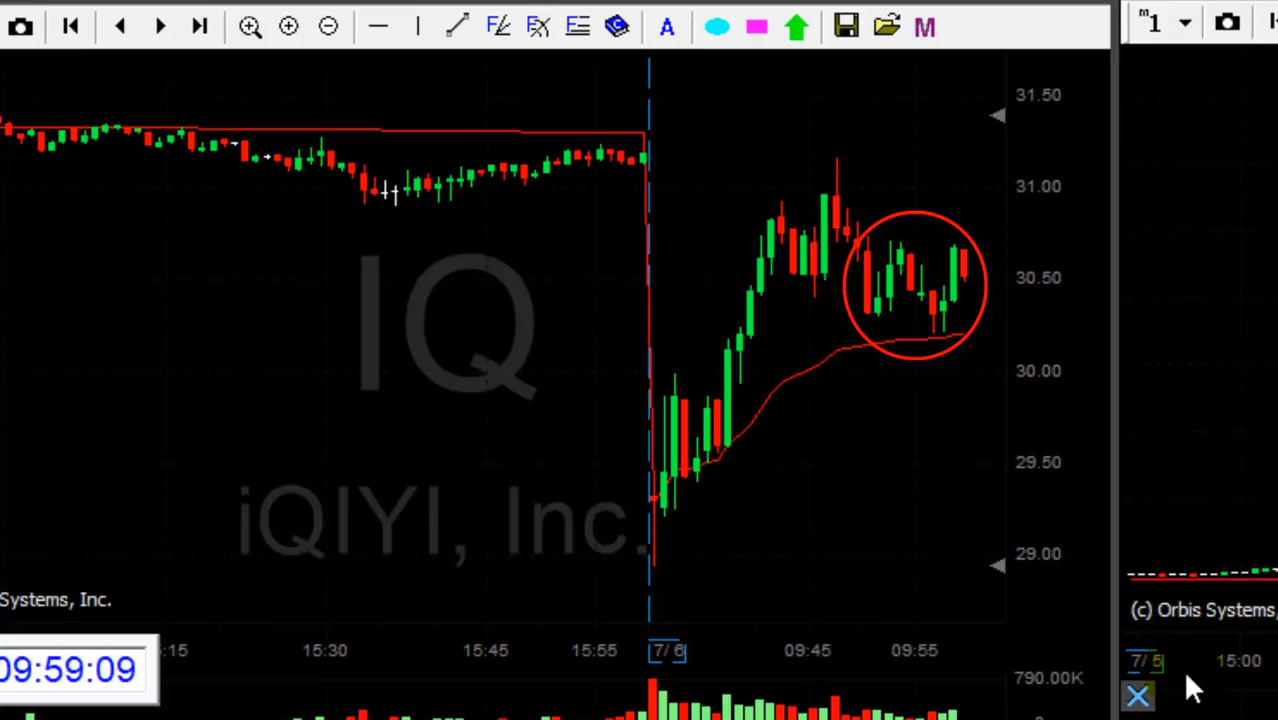 A
M
m
1
31.50
31.00
30.50
30.00
29.50
29.00
IQ
iQIYI, Inc.
Systems, Inc.
(c) Orbis Systems,
:15
15:30
15:45
15:55
7/ 6
09:45
09:55
7/ 5
15:00
09:59:09
790.00K